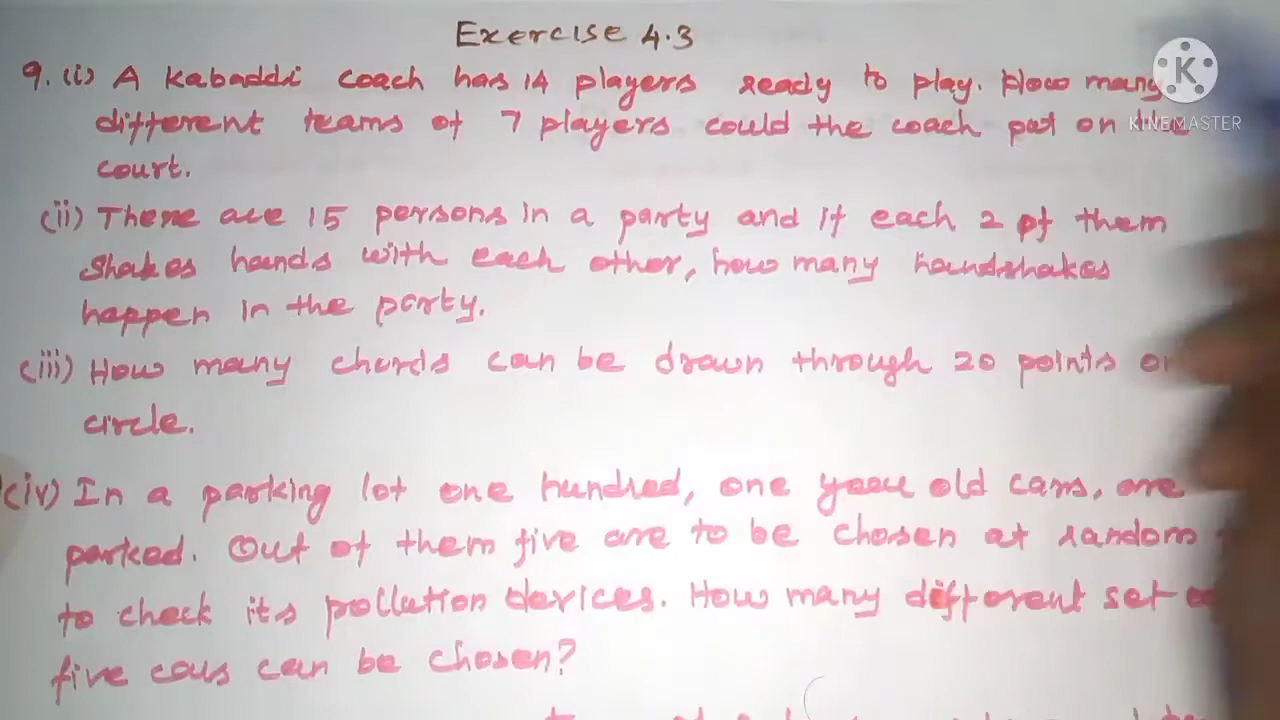 Exercise 4.3
9. (i) A Kabaddi coach has 14 players ready to play. How many
different teams of 7 players could the coach put on the
court.
(ii) There are 15 persons in a party and if each 2 of them
shakes hands with each other, how many handshakes
happen in the party.
(iii) How many chords can be drawn through 20 points on
circle.
(iv) In a parking lot one hundred, one year old cars, are
parked. Out of them five are to be chosen at random
to check its pollution devices. How many different set
five cars can be chosen?
K
KINEMASTER